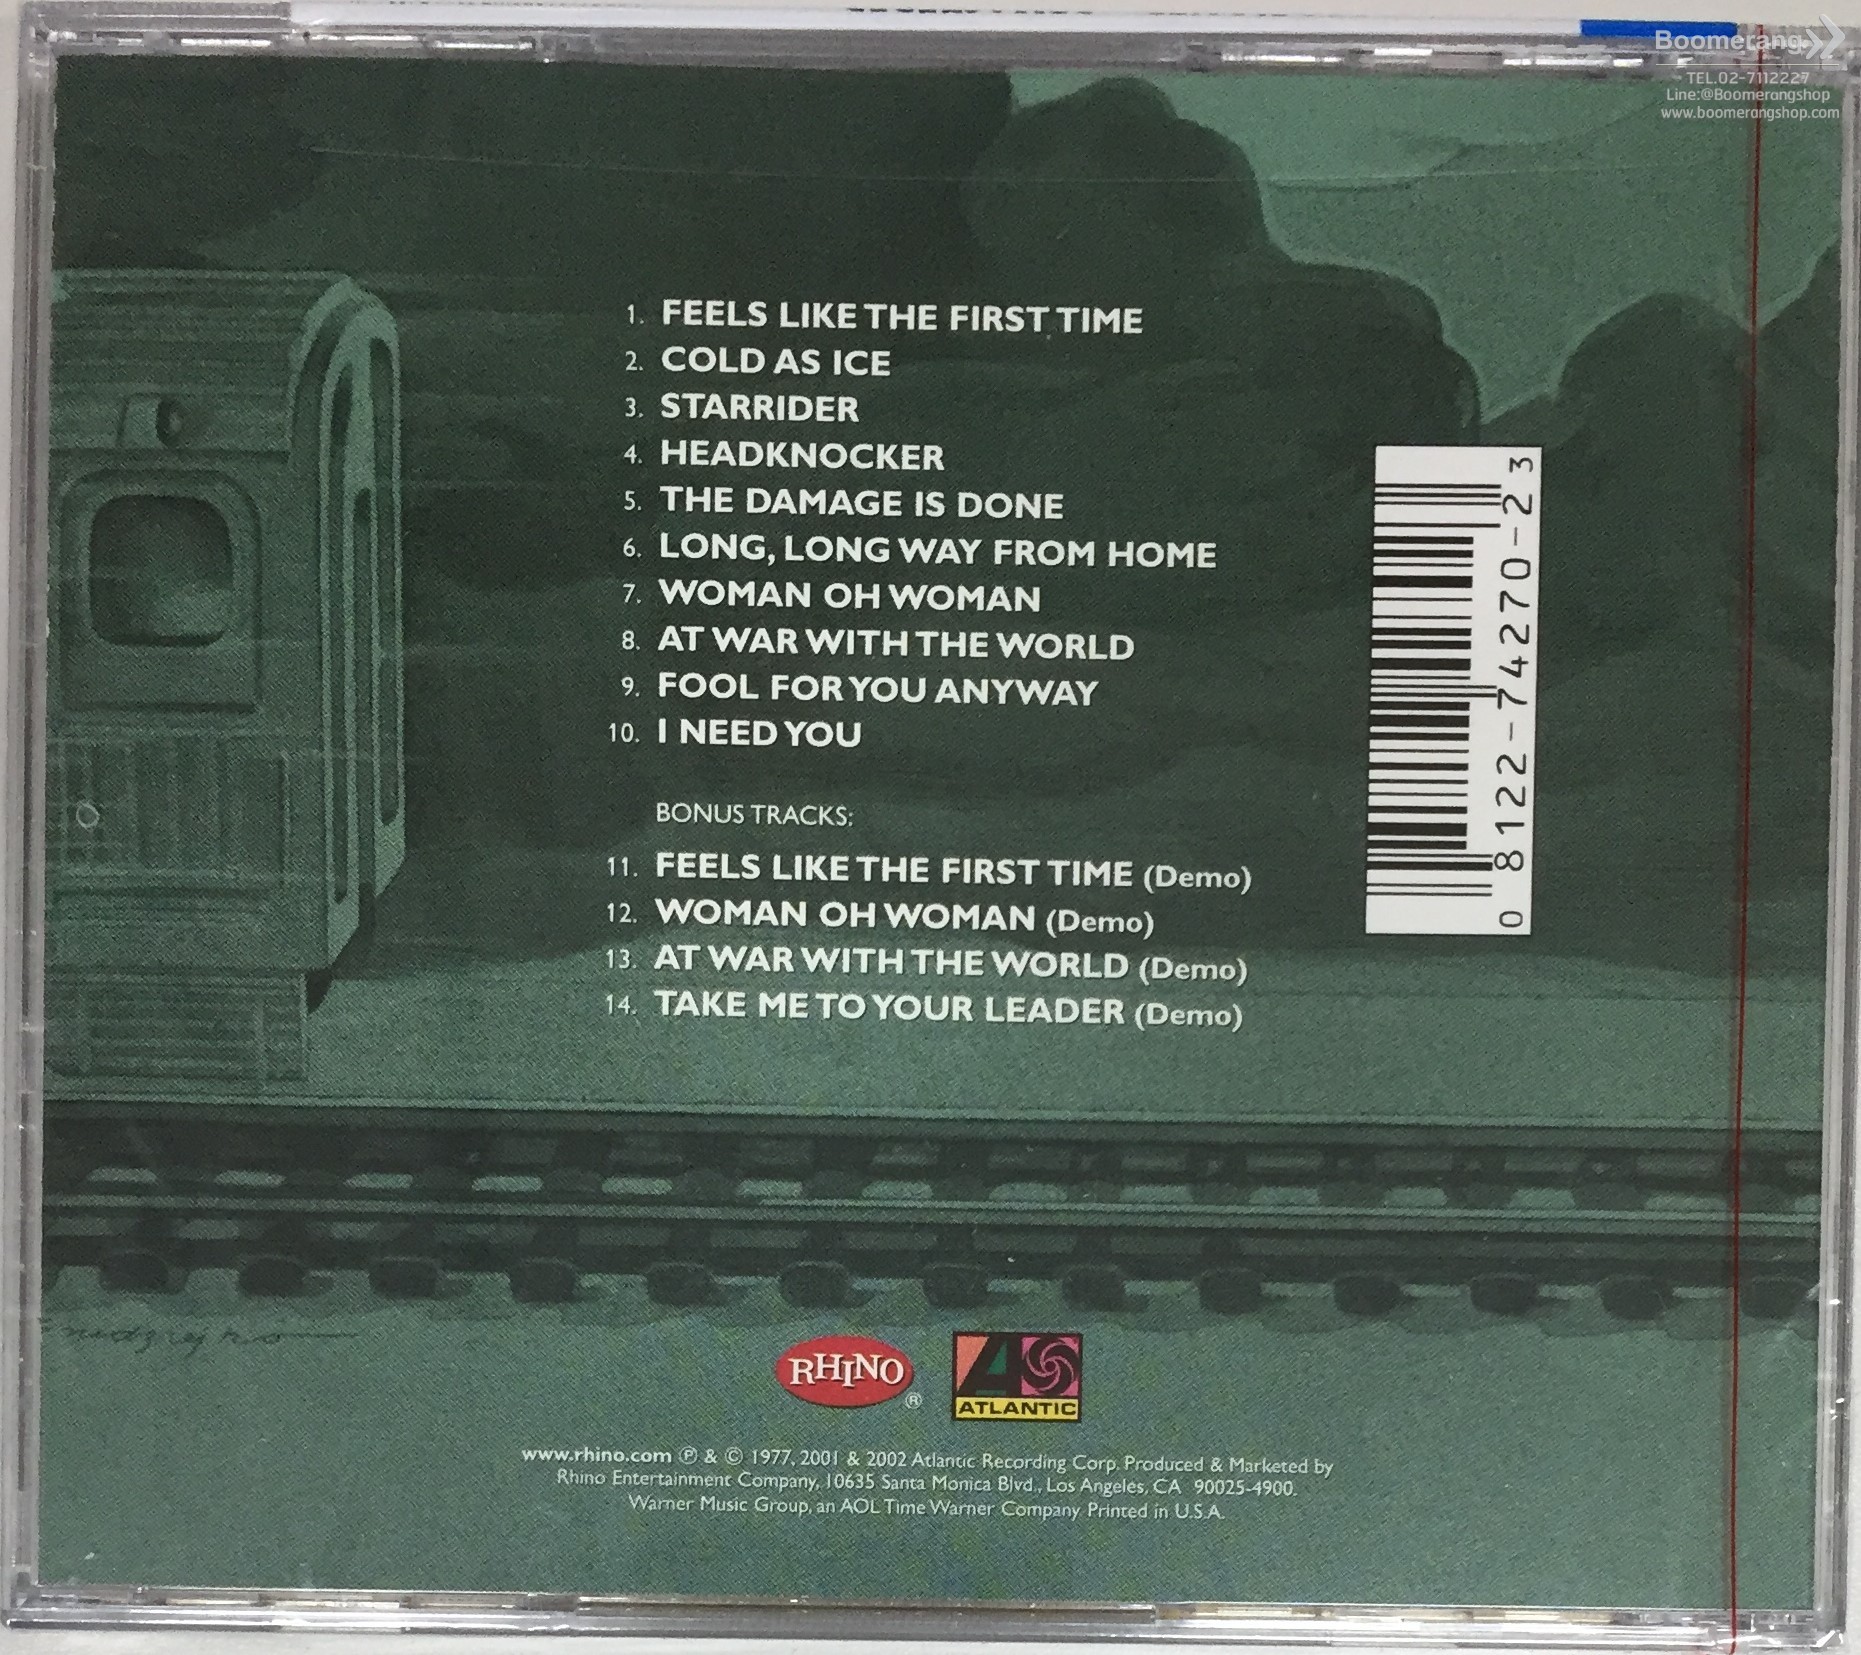 Boomerang
TEL.02-7112227
Line:@Boomerangshop
www.boomerangshop.com
1. FEELS LIKE THE FIRST TIME
2. COLD AS ICE
3. STARRIDER
4. HEADKNOCKER
5. THE DAMAGE IS DONE
6. LONG, LONG WAY FROM HOME
7. WOMAN OH WOMAN
8. AT WAR WITH THE WORLD
9. FOOL FOR YOU ANYWAY
10. I NEED YOU
BONUS TRACKS:
11. FEELS LIKE THE FIRST TIME (Demo)
12. WOMAN OH WOMAN (Demo)
13. AT WAR WITH THE WORLD (Demo)
14. TAKE ME TO YOUR LEADER (Demo)
0 8122-74270-2 3
RHINO ®
ATLANTIC
www.rhino.com ℗ & © 1977, 2001 & 2002 Atlantic Recording Corp. Produced & Marketed by
Rhino Entertainment Company, 10635 Santa Monica Blvd., Los Angeles, CA 90025-4900.
Warner Music Group, an AOL Time Warner Company. Printed in U.S.A.